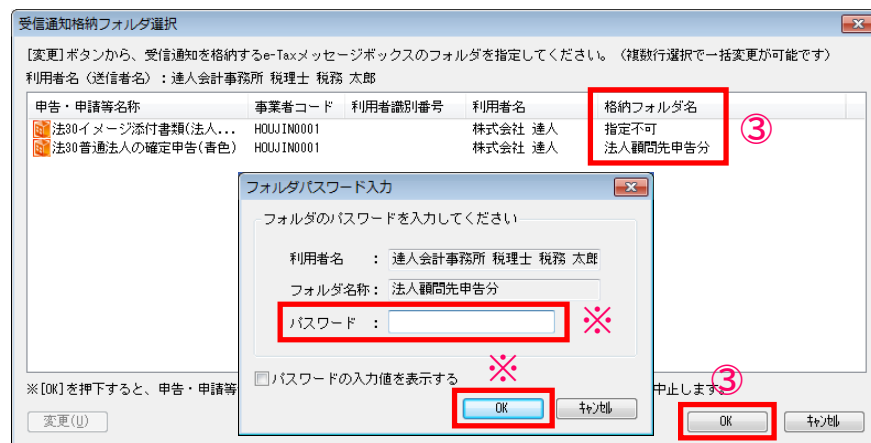 受信通知格納フォルダ選択
[変更]ボタンから、受信通知を格納するe-Taxメッセージボックスのフォルダを指定してください。（複数行選択で一括変更が可能です）
利用者名（送信者名）：達人会計事務所 税理士 税務 太郎
申告・申請等名称 事業者コード 利用者識別番号 利用者名 格納フォルダ名
法30イメージ添付書類(法人... HOUJIN0001 株式会社 達人 指定不可
③
法30普通法人の確定申告(青色) HOUJIN0001 株式会社 達人 法人顧問先申告分
フォルダパスワード入力
フォルダのパスワードを入力してください
利用者名 ： 達人会計事務所 税理士 税務 太郎
フォルダ名称： 法人顧問先申告分
パスワード ：
※
パスワードの入力値を表示する
※
OK ｷｬﾝｾﾙ
※[OK]を押下すると、申告・申請等
中止します。
③
変更(U)
OK ｷｬﾝｾﾙ